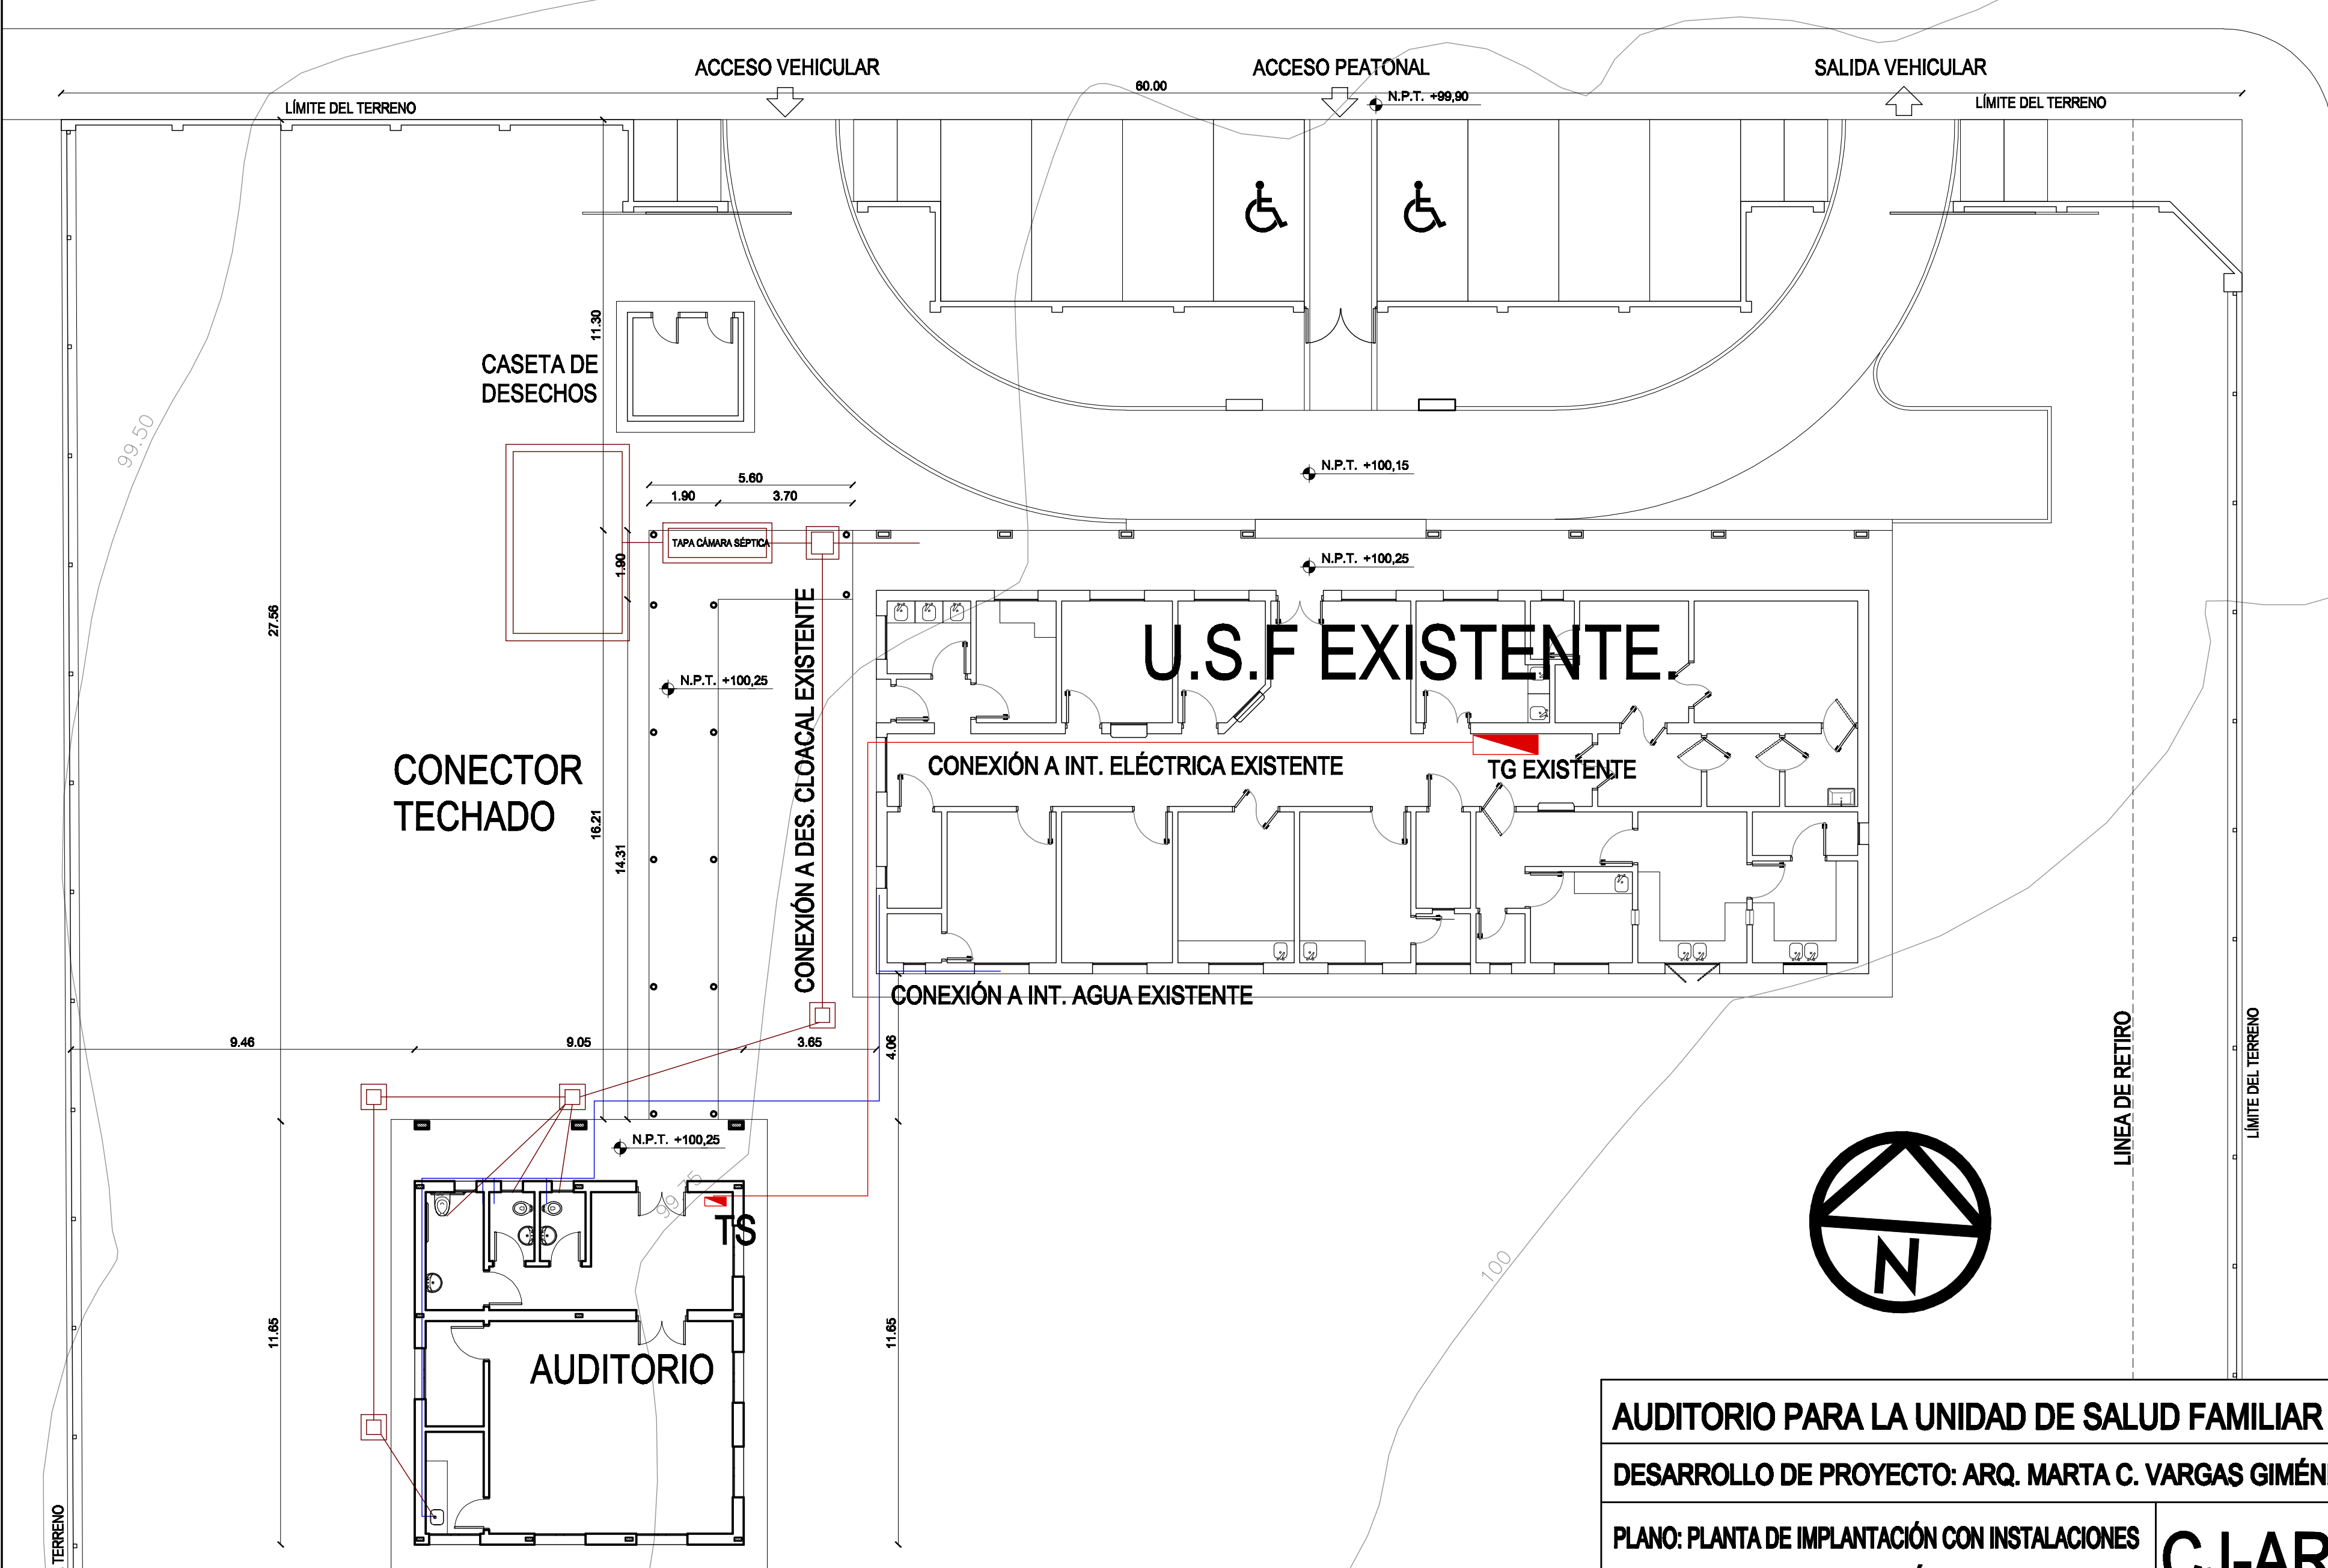 ACCESO VEHICULAR
ACCESO PEATONAL
SALIDA VEHICULAR
60.00
N.P.T. +99,90
LÍMITE DEL TERRENO
LÍMITE DEL TERRENO
11.30
CASETA DE
DESECHOS
99.50
N.P.T. +100,15
5.60
1.90
3.70
TAPA CÁMARA SÉPTICA
1.90
N.P.T. +100,25
27.56
U.S.F EXISTENTE.
N.P.T. +100,25
CONEXIÓN A DES. CLOACAL EXISTENTE
CONECTOR
TECHADO
CONEXIÓN A INT. ELÉCTRICA EXISTENTE
TG EXISTENTE
16.21
14.31
CONEXIÓN A INT. AGUA EXISTENTE
9.46
9.05
3.65
4.06
LINEA DE RETIRO
LÍMITE DEL TERRENO
N.P.T. +100,25
99.75
TS
100
N
11.65
11.65
AUDITORIO
AUDITORIO PARA LA UNIDAD DE SALUD FAMILIAR
DESARROLLO DE PROYECTO: ARQ. MARTA C. VARGAS GIMÉN
PLANO: PLANTA DE IMPLANTACIÓN CON INSTALACIONES
TERRENO